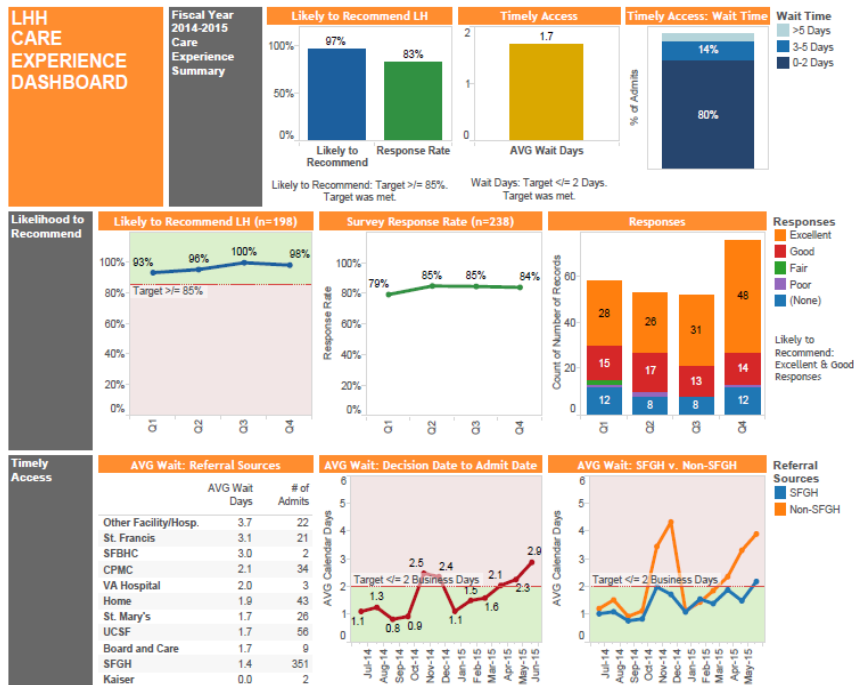 LHH
CARE
EXPERIENCE
DASHBOARD
Fiscal Year
2014-2015
Care
Experience
Summary
Likely to Recommend LH
100%
50%
0%
97%
83%
Likely to
Recommend
Response Rate
Likely to Recommend: Target >/= 85%.
Target was met.
Timely Access
2
1
0
1.7
AVG Wait Days
Wait Days: Target </= 2 Days.
Target was met.
Timely Access: Wait Time
% of Admits
14%
80%
Wait Time
>5 Days
3-5 Days
0-2 Days
Likelihood to
Recommend
Likely to Recommend LH (n=198)
100%
80%
60%
40%
20%
0%
93%
96%
100%
98%
Target >/= 85%
Q1
Q2
Q3
Q4
Survey Response Rate (n=238)
Response Rate
100%
80%
60%
40%
20%
0%
79%
85%
85%
84%
Q1
Q2
Q3
Q4
Responses
Count of Number of Records
60
40
20
0
28
15
12
26
17
8
31
13
8
48
14
12
Q1
Q2
Q3
Q4
Responses
Excellent
Good
Fair
Poor
(None)
Likely to
Recommend:
Excellent & Good
Responses
Timely
Access
AVG Wait: Referral Sources
AVG Wait Days # of Admits
Other Facility/Hosp. 3.7 22
St. Francis 3.1 21
SFBHC 3.0 2
CPMC 2.1 34
VA Hospital 2.0 3
Home 1.9 43
St. Mary's 1.7 26
UCSF 1.7 56
Board and Care 1.7 9
SFGH 1.4 351
Kaiser 0.0 2
AVG Wait: Decision Date to Admit Date
AVG Calendar Days
6
5
4
3
2
1
0
Target </= 2 Business Days
1.1
1.3
0.8
0.9
2.5
2.4
1.1
1.5
1.6
2.1
2.3
2.9
Jul-14
Aug-14
Sep-14
Oct-14
Nov-14
Dec-14
Jan-15
Feb-15
Mar-15
Apr-15
May-15
Jun-15
AVG Wait: SFGH v. Non-SFGH
AVG Calendar Days
6
5
4
3
2
1
0
Target </= 2 Business Days
Jul-14
Aug-14
Sep-14
Oct-14
Nov-14
Dec-14
Jan-15
Feb-15
Mar-15
Apr-15
May-15
Referral
Sources
SFGH
Non-SFGH